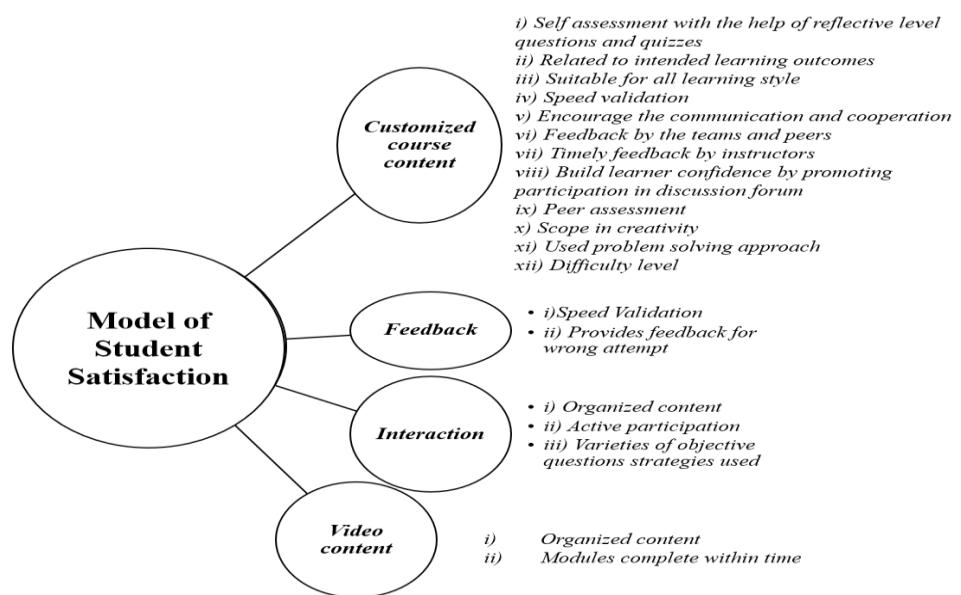 i) Self assessment with the help of reflective level
questions and quizzes
ii) Related to intended learning outcomes
iii) Suitable for all learning style
iv) Speed validation
v) Encourage the communication and cooperation
vi) Feedback by the teams and peers
vii) Timely feedback by instructors
viii) Build learner confidence by promoting
participation in discussion forum
ix) Peer assessment
x) Scope in creativity
xi) Used problem solving approach
xii) Difficulty level
Customized
course
content
Model of
Student
Satisfaction
Feedback
• i)Speed Validation
• ii) Provides feedback for
wrong attempt
Interaction
• i) Organized content
• ii) Active participation
• iii) Varieties of objective
questions strategies used
Video
content
i) Organized content
ii) Modules complete within time